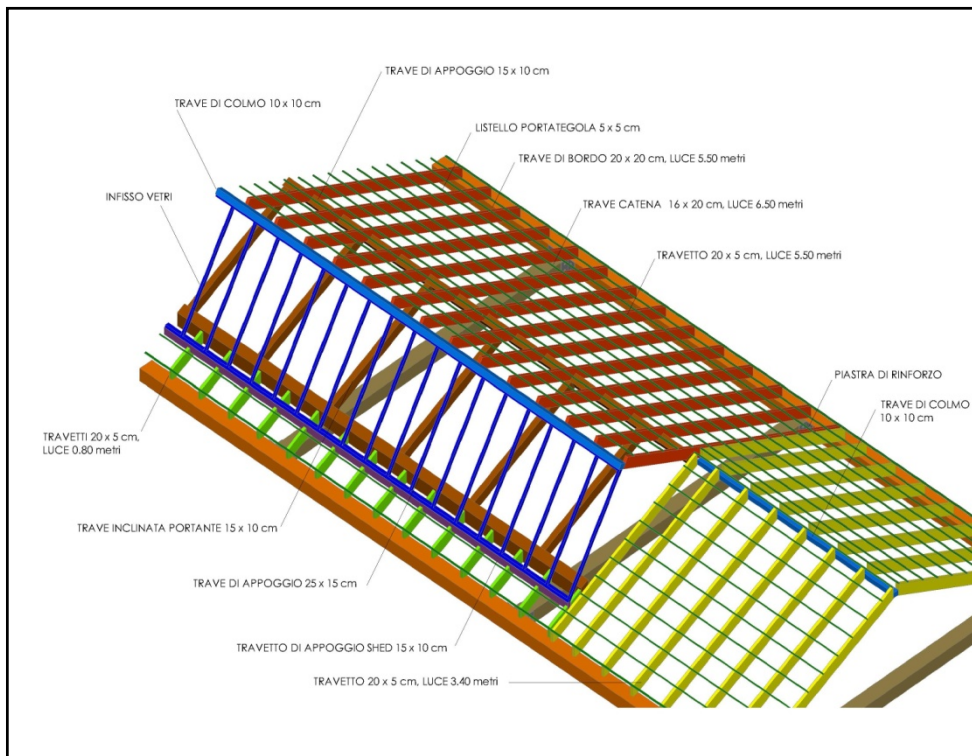 TRAVE DI APPOGGIO 15 x 10 cm
TRAVE DI COLMO 10 x 10 cm
LISTELLO PORTATEGOLA 5 x 5 cm
TRAVE DI BORDO 20 x 20 cm, LUCE 5.50 metri
INFISSO VETRI
TRAVE CATENA 16 x 20 cm, LUCE 6.50 metri
TRAVETTO 20 x 5 cm, LUCE 5.50 metri
PIASTRA DI RINFORZO
TRAVE DI COLMO
10 x 10 cm
TRAVETTI 20 x 5 cm,
LUCE 0.80 metri
TRAVE INCLINATA PORTANTE 15 x 10 cm
TRAVE DI APPOGGIO 25 x 15 cm
TRAVETTO DI APPOGGIO SHED 15 x 10 cm
TRAVETTO 20 x 5 cm, LUCE 3.40 metri